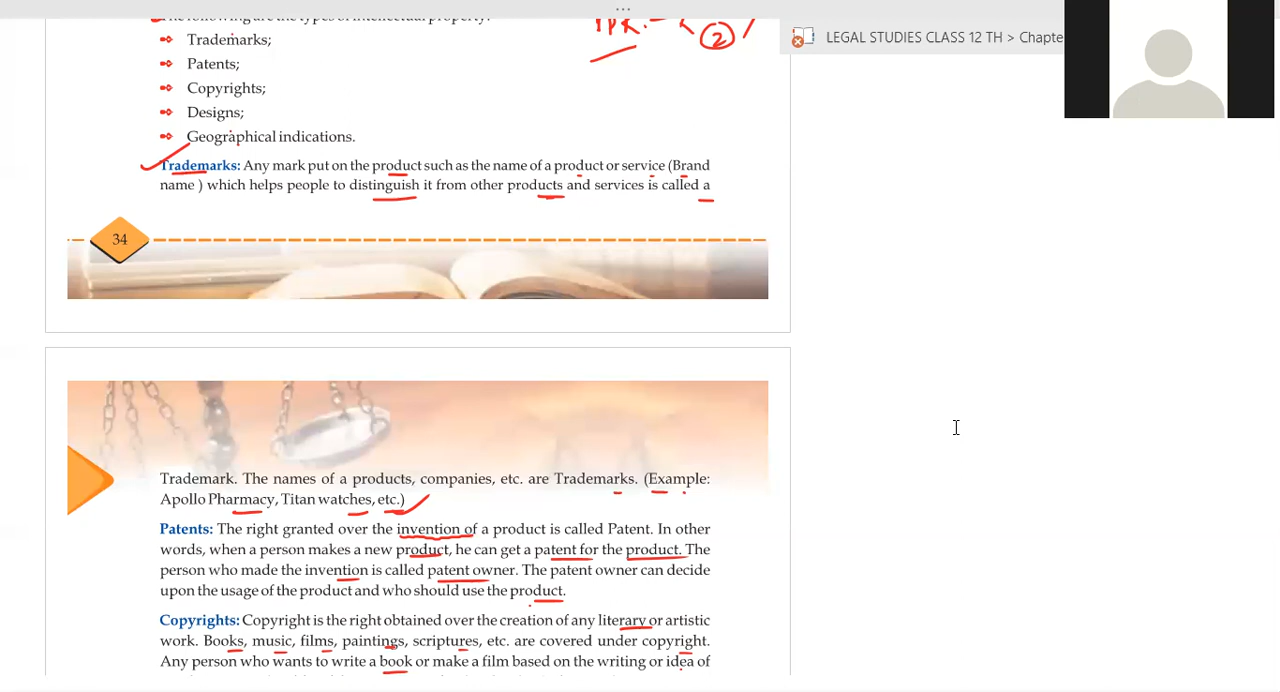 ...
The following are the types of intellectual property:
IPR. 2
LEGAL STUDIES CLASS 12 TH > Chapte
Trademarks;
Patents;
Copyrights;
Designs;
Geographical indications.
Trademarks: Any mark put on the product such as the name of a product or service (Brand
name ) which helps people to distinguish it from other products and services is called a
34
Trademark. The names of a products, companies, etc. are Trademarks. (Example:
Apollo Pharmacy, Titan watches, etc.)
Patents: The right granted over the invention of a product is called Patent. In other
words, when a person makes a new product, he can get a patent for the product. The
person who made the invention is called patent owner. The patent owner can decide
upon the usage of the product and who should use the product.
Copyrights: Copyright is the right obtained over the creation of any literary or artistic
work. Books, music, films, paintings, scriptures, etc. are covered under copyright.
Any person who wants to write a book or make a film based on the writing or idea of